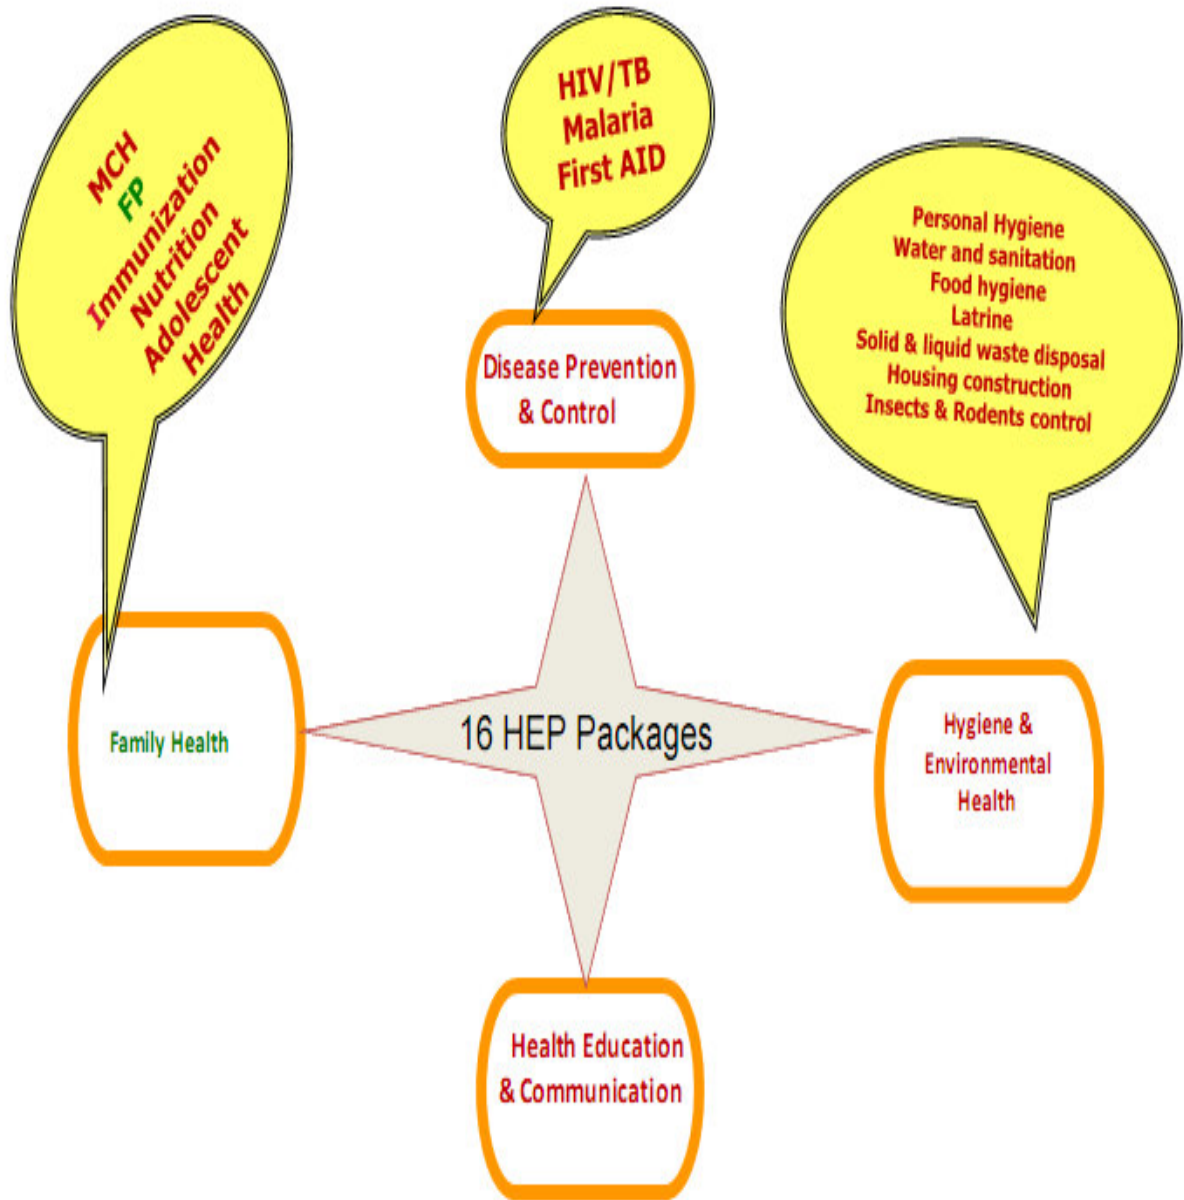 MCH
FP
Immunization
Nutrition
Adolescent
Health
HIV/TB
Malaria
First AID
Personal Hygiene
Water and sanitation
Food hygiene
Latrine
Solid & liquid waste disposal
Housing construction
Insects & Rodents control
Disease Prevention
& Control
Family Health
16 HEP Packages
Hygiene &
Environmental
Health
Health Education
& Communication